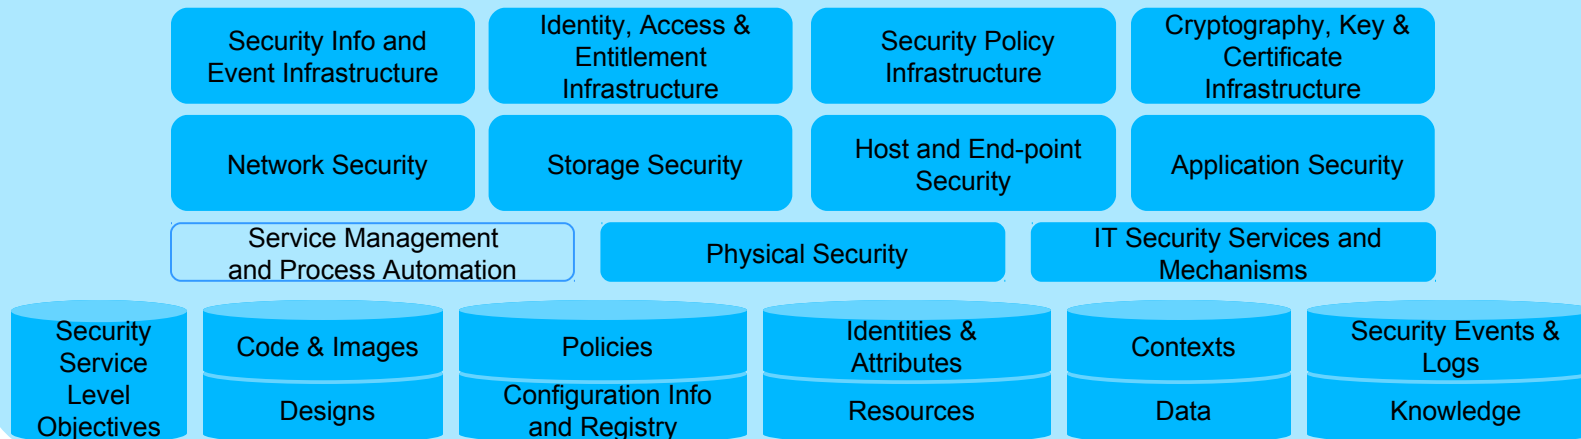 Security Info and
Event Infrastructure
Identity, Access &
Entitlement
Infrastructure
Security Policy
Infrastructure
Cryptography, Key &
Certificate
Infrastructure
Network Security
Storage Security
Host and End-point
Security
Application Security
Service Management
and Process Automation
Physical Security
IT Security Services and
Mechanisms
Security
Service
Level
Objectives
Code & Images
Designs
Policies
Configuration Info
and Registry
Identities &
Attributes
Resources
Contexts
Data
Security Events &
Logs
Knowledge